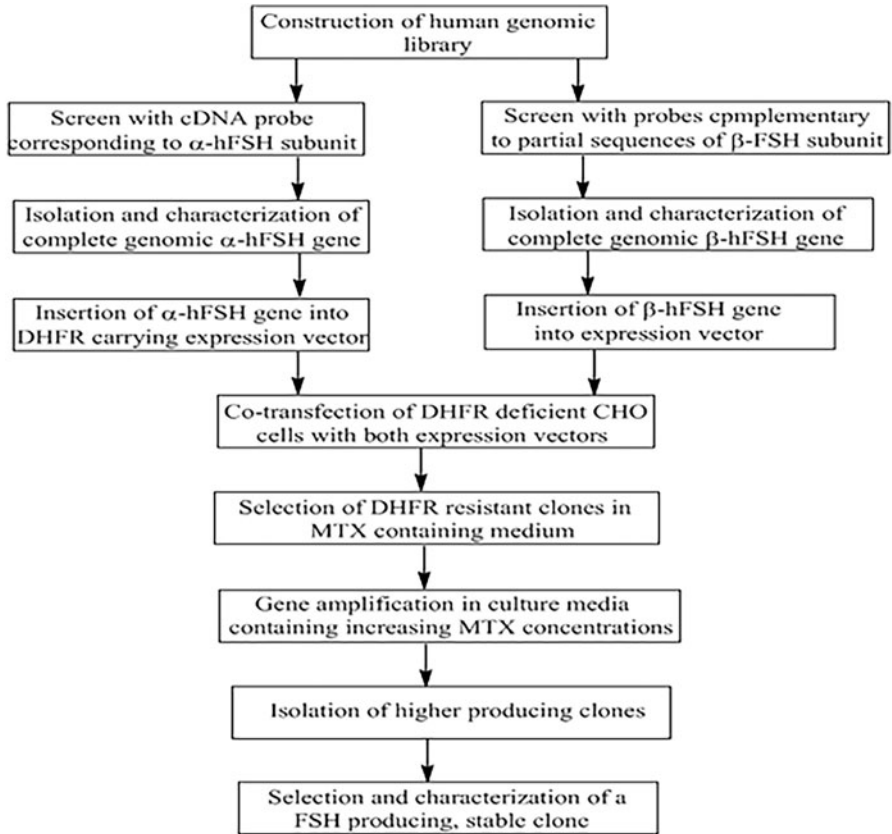 Construction of human genomic
library
Screen with cDNA probe
corresponding to α-hFSH subunit
Screen with probes cpmplementary
to partial sequences of β-FSH subunit
Isolation and characterization of
complete genomic α-hFSH gene
Isolation and characterization of
complete genomic β-hFSH gene
Insertion of α-hFSH gene into
DHFR carrying expression vector
Insertion of β-hFSH gene
into expression vector
Co-transfection of DHFR deficient CHO
cells with both expression vectors
Selection of DHFR resistant clones in
MTX containing medium
Gene amplification in culture media
containing increasing MTX concentrations
Isolation of higher producing clones
Selection and characterization of a
FSH producing, stable clone